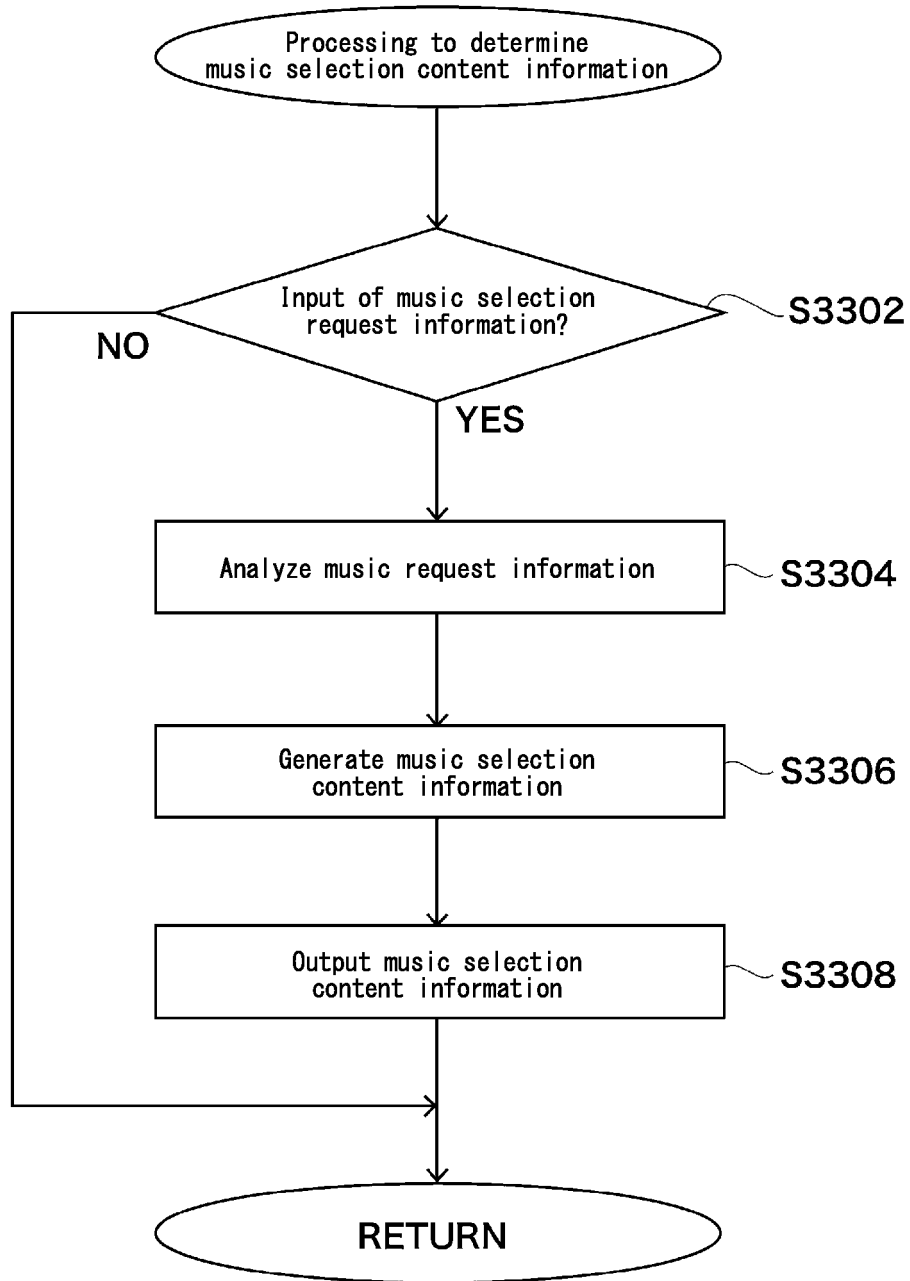 Processing to determine
music selection content information
Input of music selection
request information?
S3302
NO
YES
Analyze music request information
S3304
Generate music selection
content information
S3306
Output music selection
content information
S3308
RETURN